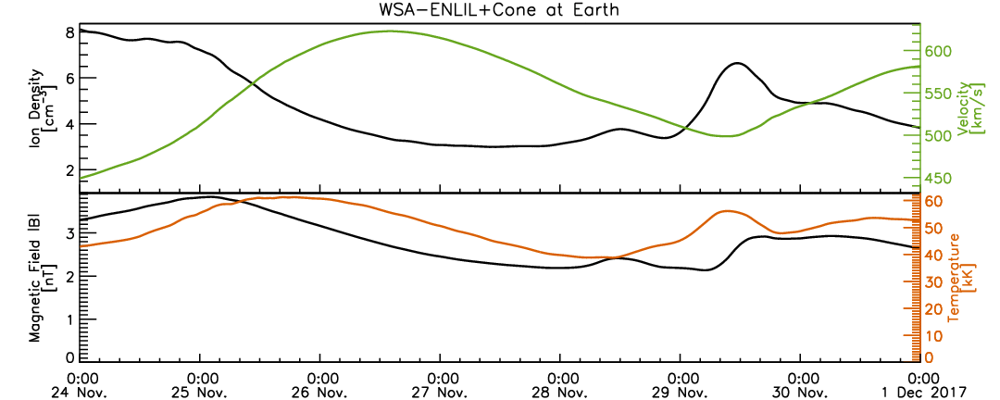 WSA-ENLIL+Cone at Earth
8
6
4
2
Ion Density
[cm-3]
600
550
500
450
Velocity
[km/s]
3
2
1
0
Magnetic Field |B|
[nT]
60
50
40
30
20
10
0
Temperature
[kK]
0:00 0:00 0:00 0:00 0:00 0:00 0:00 0:00
24 Nov. 25 Nov. 26 Nov. 27 Nov. 28 Nov. 29 Nov. 30 Nov. 1 Dec 2017